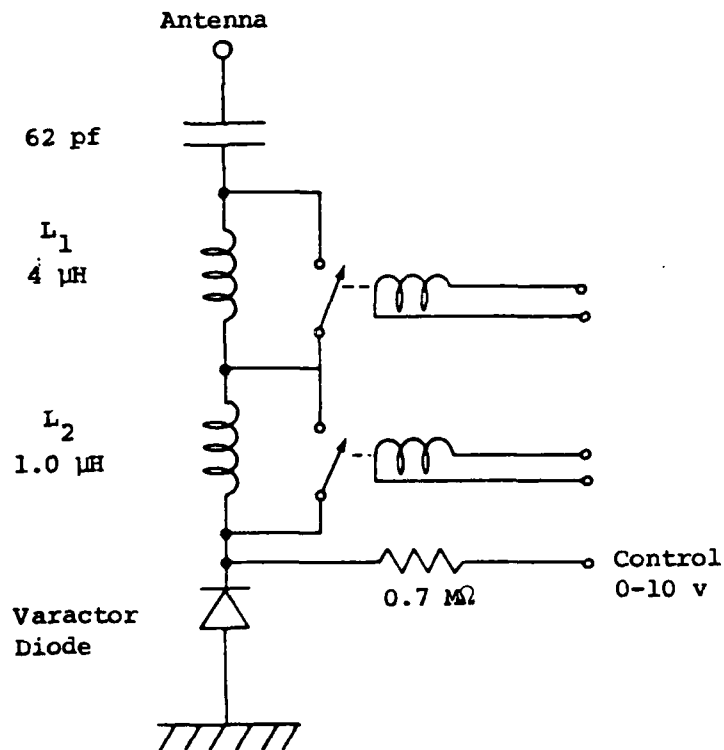 Antenna
62 pf
L1
4 µH
L2
1.0 µH
Control
0-10 v
0.7 MΩ
Varactor
Diode